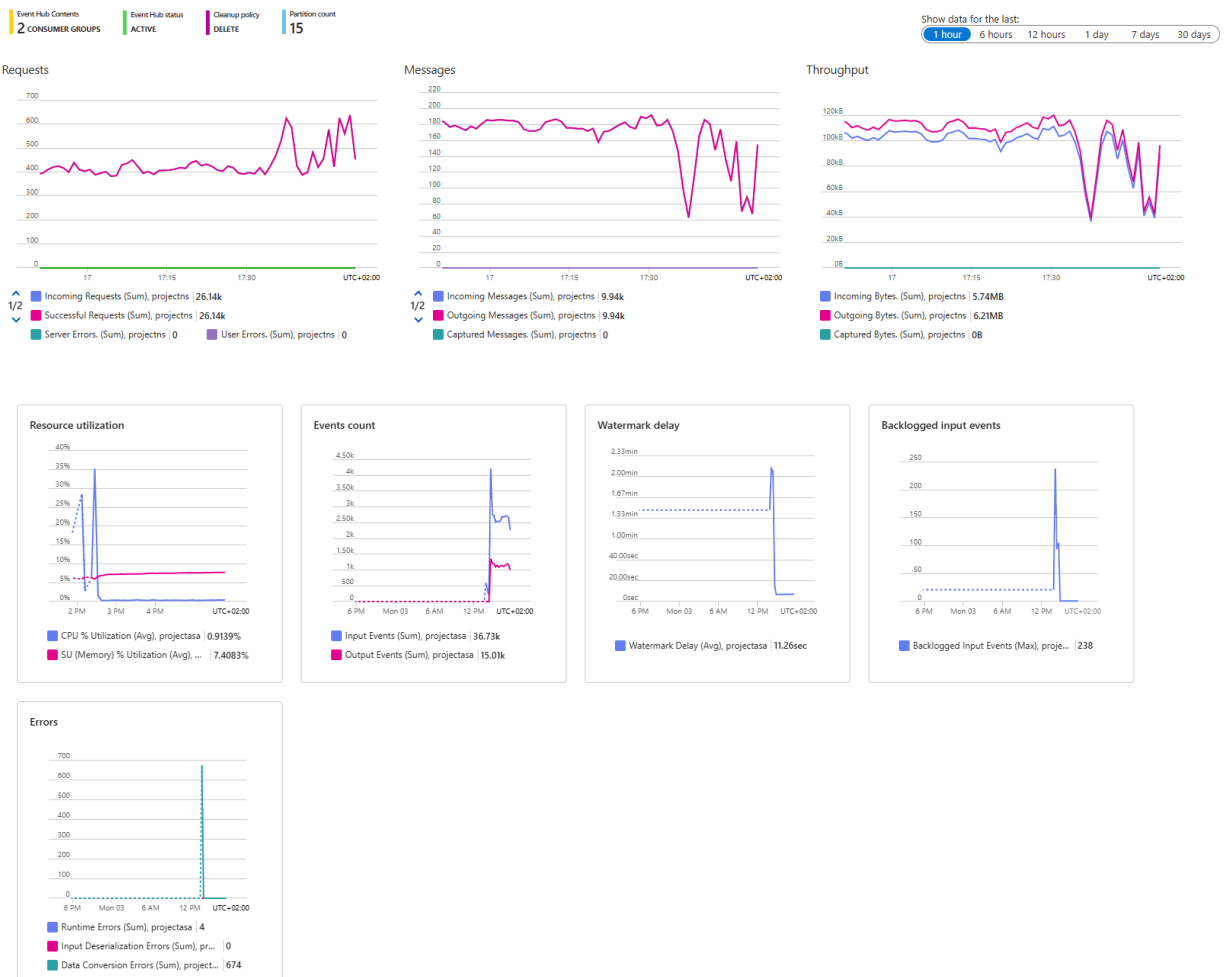 Event Hub Contents
2 CONSUMER GROUPS
Event Hub status
ACTIVE
Cleanup policy
DELETE
Partition count
15
Show data for the last:
1 hour 6 hours 12 hours 1 day 7 days 30 days
Requests
700
600
500
400
300
200
100
0
17 17:15 17:30 UTC+02:00
1/2
Incoming Requests (Sum), projectns 26.14k
Successful Requests (Sum), projectns 26.14k
Server Errors. (Sum), projectns 0 User Errors. (Sum), projectns 0
Messages
220
200
180
160
140
120
100
80
60
40
20
0
17 17:15 17:30 UTC+02:00
1/2
Incoming Messages (Sum), projectns 9.94k
Outgoing Messages (Sum), projectns 9.94k
Captured Messages. (Sum), projectns 0
Throughput
120kB
100kB
80kB
60kB
40kB
20kB
0B
17 17:15 17:30 UTC+02:00
Incoming Bytes. (Sum), projectns 5.74MB
Outgoing Bytes. (Sum), projectns 6.21MB
Captured Bytes. (Sum), projectns 0B
Resource utilization
40%
35%
30%
25%
20%
15%
10%
5%
0%
2 PM 3 PM 4 PM UTC+02:00
CPU % Utilization (Avg), projectasa 0.9139%
SU (Memory) % Utilization (Avg), ... 7.4083%
Events count
4.50k
4k
3.50k
3k
2.50k
2k
1.50k
1k
500
0
6 PM Mon 03 6 AM 12 PM UTC+02:00
Input Events (Sum), projectasa 36.73k
Output Events (Sum), projectasa 15.01k
Watermark delay
2.33min
2.00min
1.67min
1.33min
1.00min
40.00sec
20.00sec
0sec
6 PM Mon 03 6 AM 12 PM UTC+02:00
Watermark Delay (Avg), projectasa 11.26sec
Backlogged input events
250
200
150
100
50
0
6 PM Mon 03 6 AM 12 PM UTC+02:00
Backlogged Input Events (Max), proje... 238
Errors
700
600
500
400
300
200
100
0
6 PM Mon 03 6 AM 12 PM UTC+02:00
Runtime Errors (Sum), projectasa 4
Input Deserialization Errors (Sum), pr... 0
Data Conversion Errors (Sum), project... 674